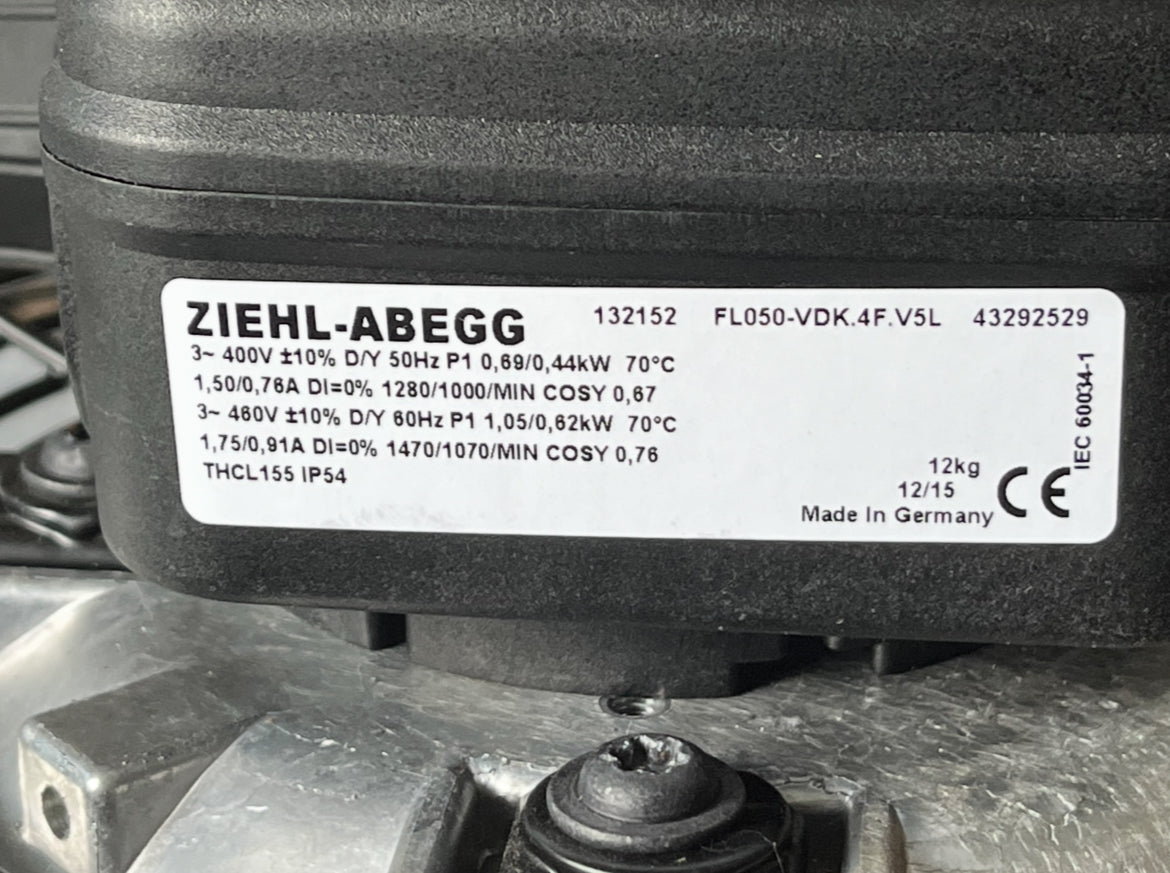 ZIEHL-ABEGG 132152 FL050-VDK.4F.V5L 43292529
3~ 400V ±10% D/Y 50Hz P1 0,69/0,44kW 70°C
1,50/0,76A DI=0% 1280/1000/MIN COSY 0,67
3~ 460V ±10% D/Y 60Hz P1 1,05/0,62kW 70°C
1,75/0,91A DI=0% 1470/1070/MIN COSY 0,76
THCL155 IP54
IEC 60034-1
12kg
12/15
Made In Germany CE